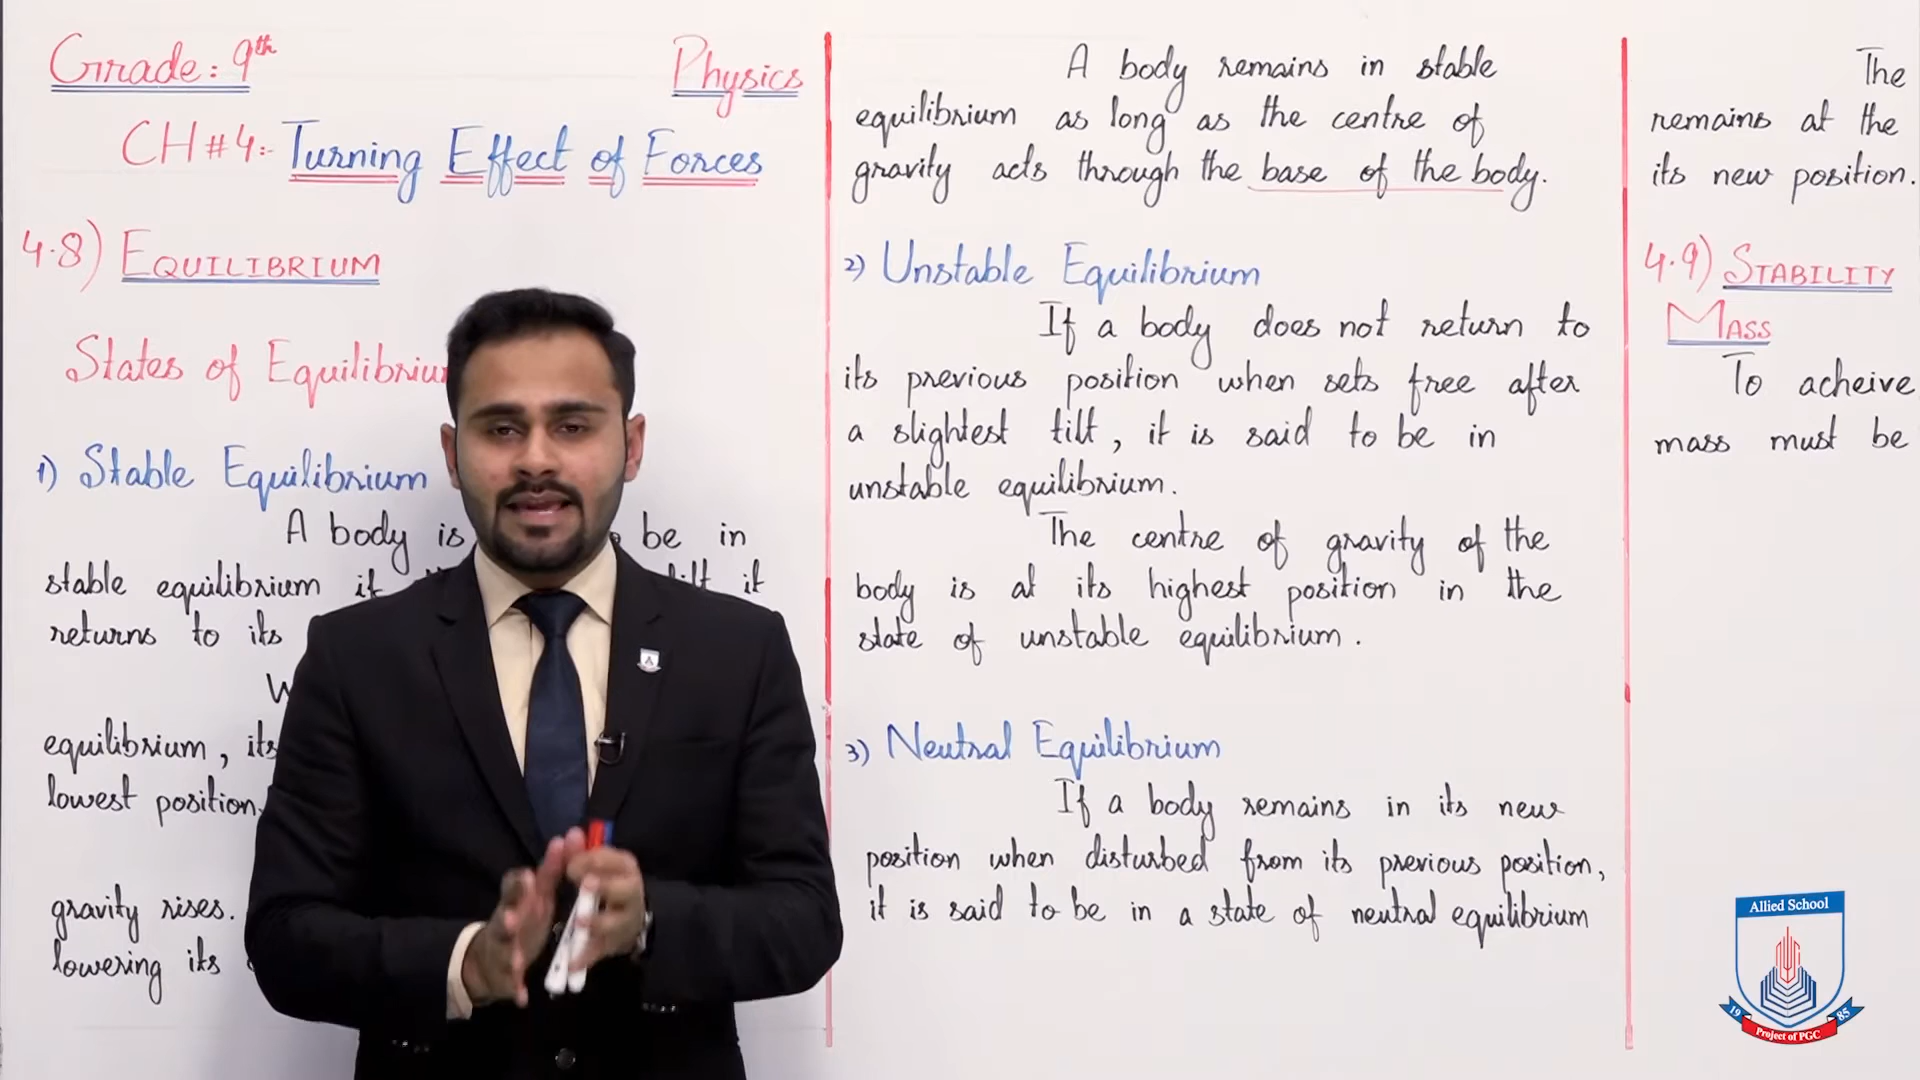 Grade: 9th
Physics
CH#4:- Turning Effect of Forces
4.8) EQUILIBRIUM
States of Equilibriu
1) Stable Equilibrium
A body is be in
stable equilibrium if tilt it
returns to its
equilibrium, its
lowest position.
gravity rises.
lowering its
A body remains in stable
equilibrium as long as the centre of
gravity acts through the base of the body.
2) Unstable Equilibrium
If a body does not return to
its previous position when sets free after
a slightest tilt, it is said to be in
unstable equilibrium.
The centre of gravity of the
body is at its highest position in the
state of unstable equilibrium.
3) Neutral Equilibrium
If a body remains in its new
position when disturbed from its previous position,
it is said to be in a state of neutral equilibrium
The
remains at the
its new position.
4.9) STABILITY
MASS
To acheive
mass must be
Allied School
19 85
Project of PGC